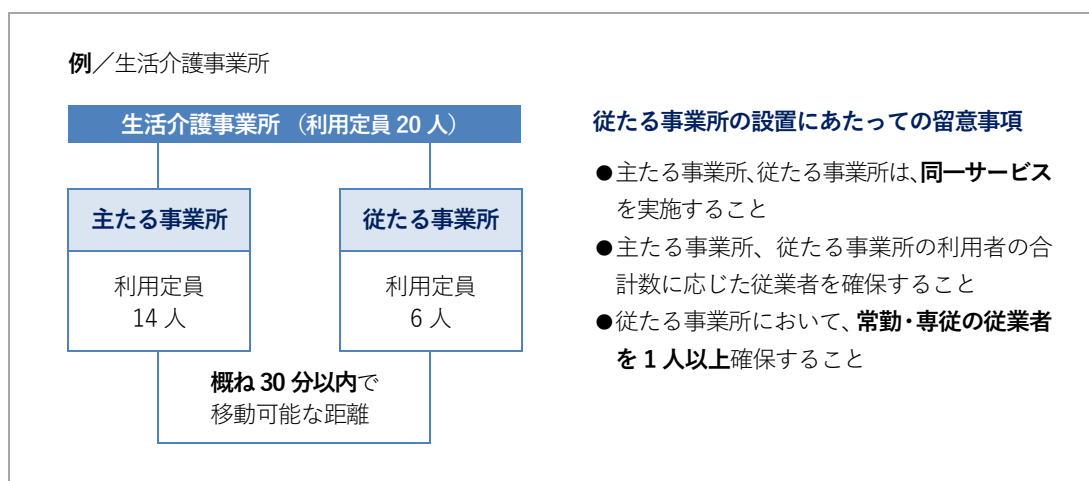 例／生活介護事業所
生活介護事業所 （利用定員 20 人）
主たる事業所
利用定員
14 人
従たる事業所
利用定員
6 人
概ね 30 分以内で
移動可能な距離
従たる事業所の設置にあたっての留意事項
●主たる事業所、従たる事業所は、同一サービス
を実施すること
●主たる事業所、従たる事業所の利用者の合
計数に応じた従業者を確保すること
●従たる事業所において、常勤・専従の従業者
を 1 人以上確保すること